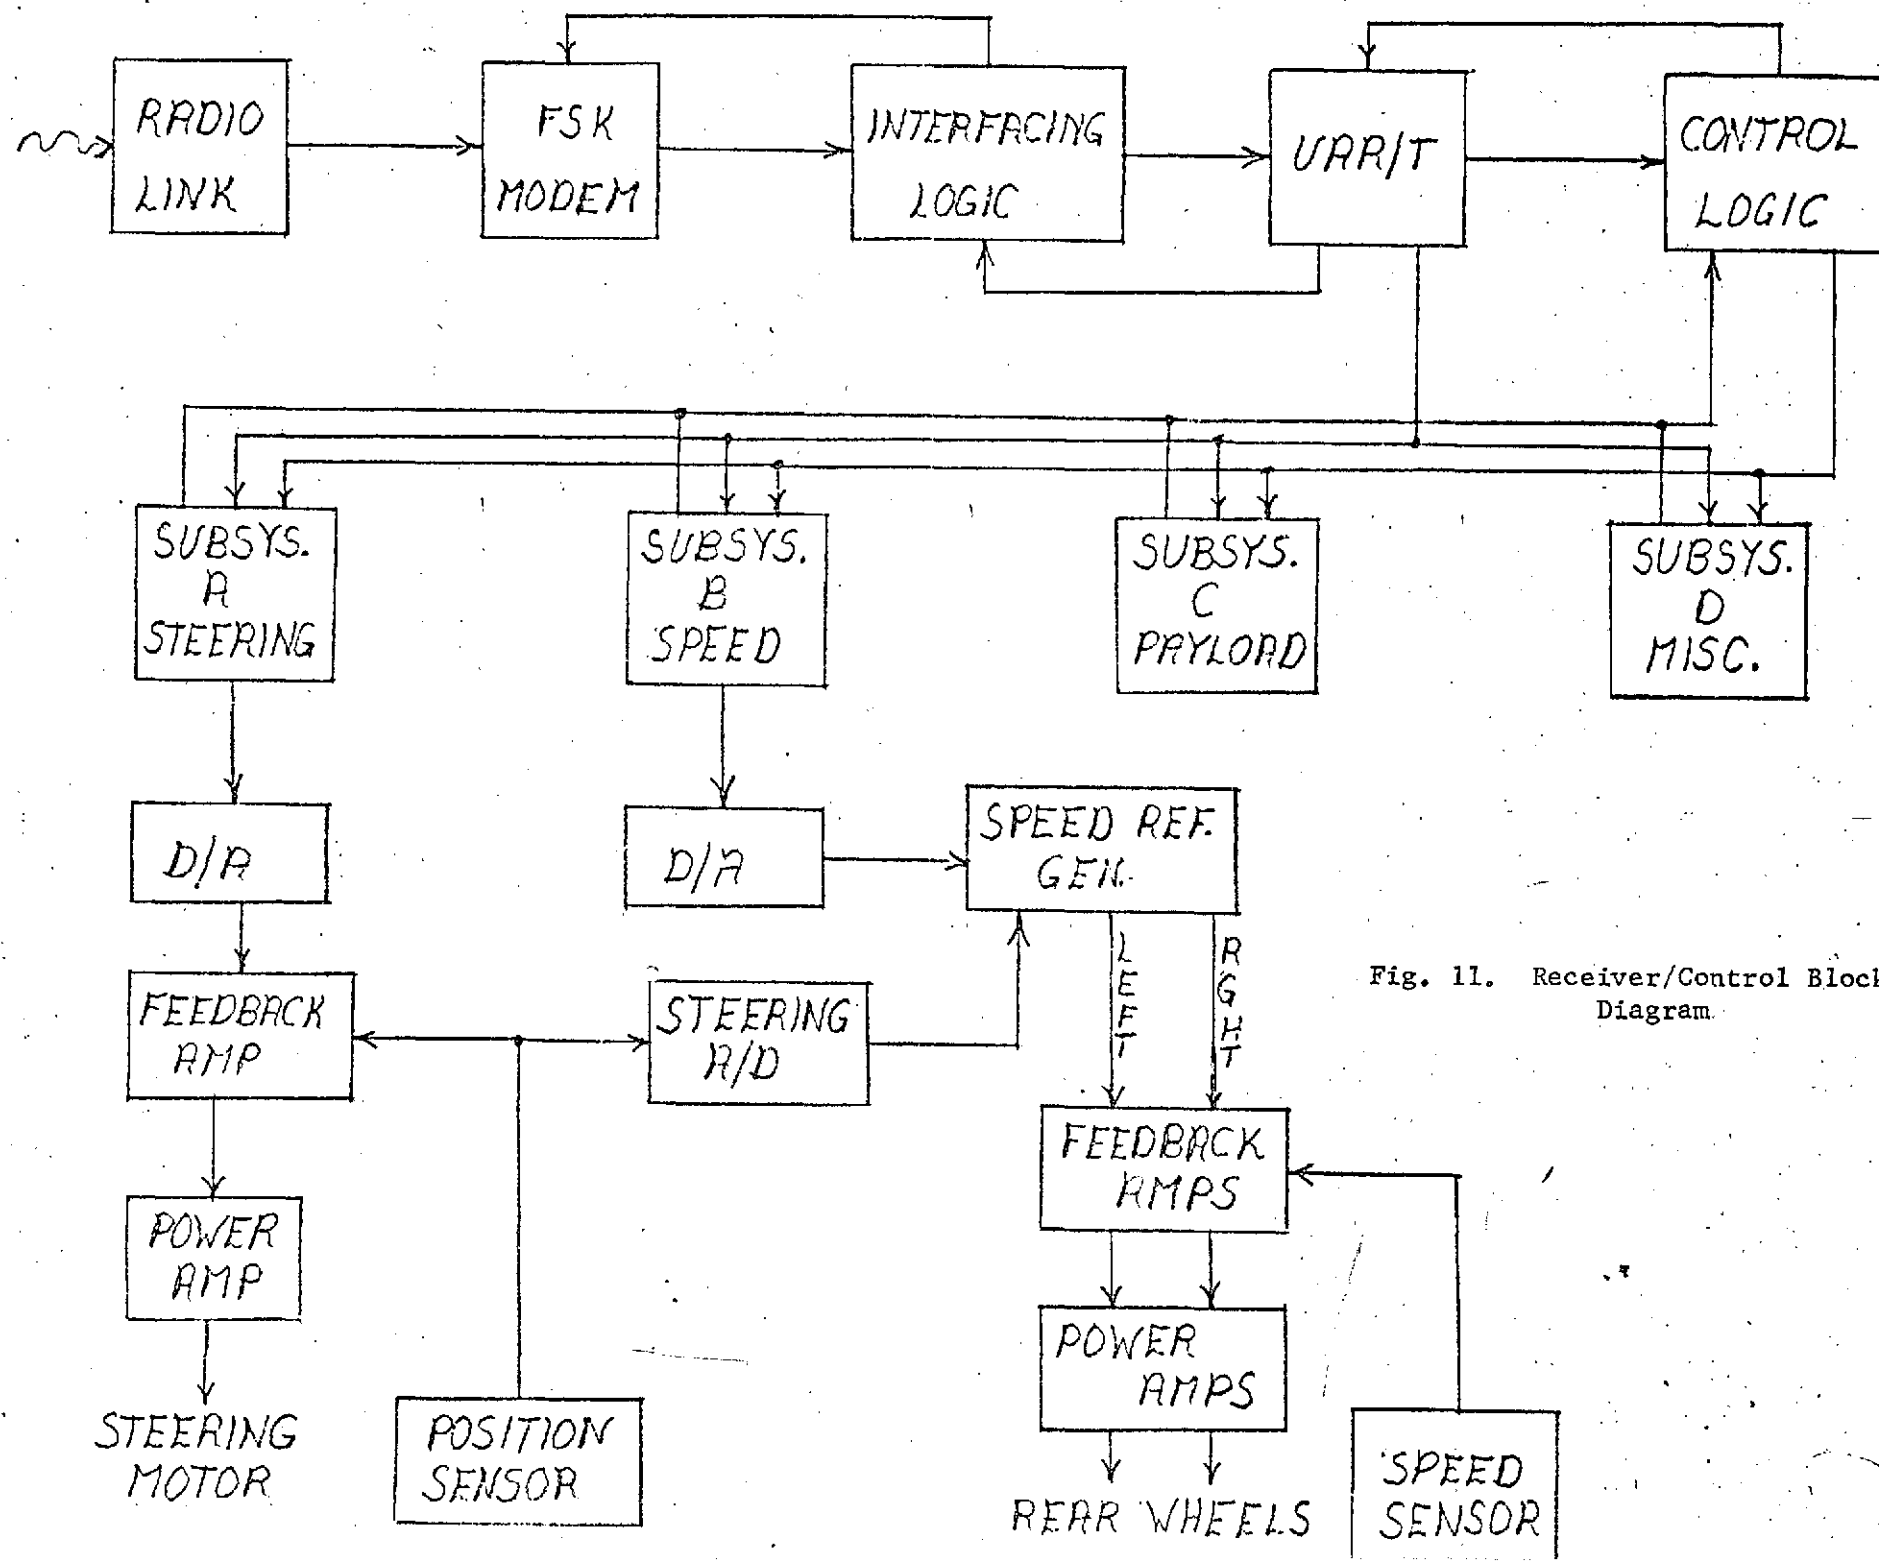 RADIO
LINK
FSK
MODEM
INTERFACING
LOGIC
UAR/T
CONTROL
LOGIC
SUBSYS.
A
STEERING
SUBSYS.
B
SPEED
SUBSYS.
C
PAYLOAD
SUBSYS.
D
MISC.
D/A
D/A
SPEED REF.
GEN.
LEFT
RGHT
Fig. 11. Receiver/Control Block
Diagram
FEEDBACK
AMP
STEERING
A/D
FEEDBACK
AMPS
POWER
AMP
POWER
AMPS
STEERING
MOTOR
POSITION
SENSOR
REAR WHEELS
SPEED
SENSOR